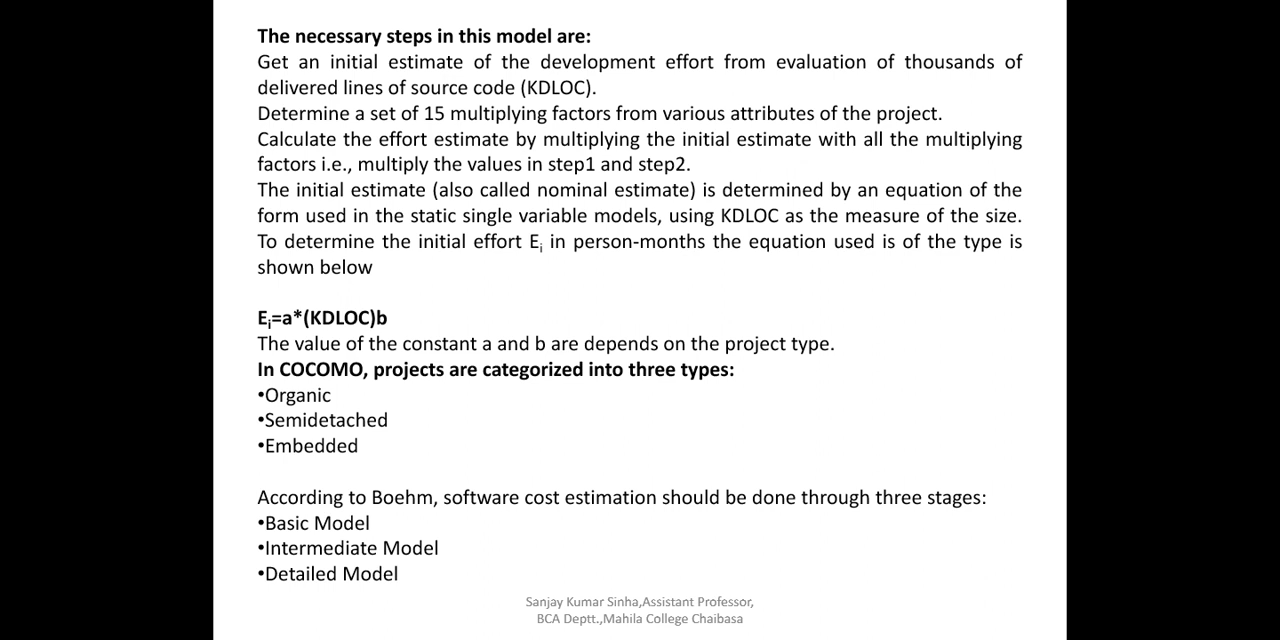 The necessary steps in this model are:
Get an initial estimate of the development effort from evaluation of thousands of
delivered lines of source code (KDLOC).
Determine a set of 15 multiplying factors from various attributes of the project.
Calculate the effort estimate by multiplying the initial estimate with all the multiplying
factors i.e., multiply the values in step1 and step2.
The initial estimate (also called nominal estimate) is determined by an equation of the
form used in the static single variable models, using KDLOC as the measure of the size.
To determine the initial effort Ei in person-months the equation used is of the type is
shown below
Ei=a*(KDLOC)b
The value of the constant a and b are depends on the project type.
In COCOMO, projects are categorized into three types:
•Organic
•Semidetached
•Embedded
According to Boehm, software cost estimation should be done through three stages:
•Basic Model
•Intermediate Model
•Detailed Model
Sanjay Kumar Sinha,Assistant Professor,
BCA Deptt.,Mahila College Chaibasa